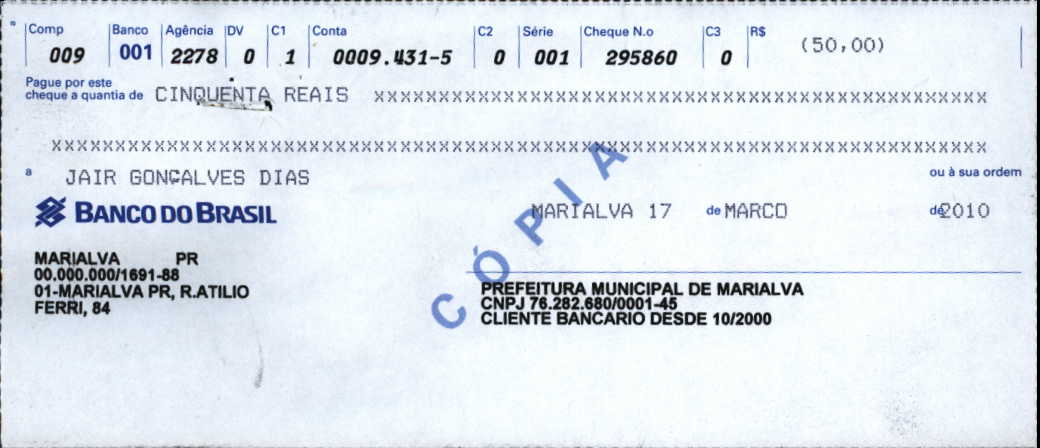 Comp Banco Agência DV C1 Conta C2 Série Cheque N.o C3 R$ (50,00)
009 001 2278 0 1 0009.431-5 0 001 295860 0
Pague por este
cheque a quantia de CINQUENTA REAIS XXXXXXXXXXXXXXXXXXXXXXXXXXXXXXXXXXXXXXXXXXXXXXXXXXXXXXXXXX
XXXXXXXXXXXXXXXXXXXXXXXXXXXXXXXXXXXXXXXXXXXXXXXXXXXXXXXXXXXXXXXXXXXXXXXXXXXXXXXX
a JAIR GONÇALVES DIAS ou à sua ordem
BANCO DO BRASIL
MARIALVA 17 de MARCO de 2010
CÓPIA
MARIALVA PR
00.000.000/1691-88
01-MARIALVA PR, R.ATILIO
FERRI, 84
PREFEITURA MUNICIPAL DE MARIALVA
CNPJ 76.282.680/0001-45
CLIENTE BANCARIO DESDE 10/2000